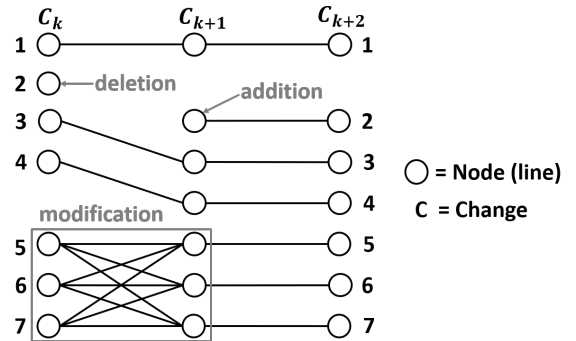 C_k C_{k+1} C_{k+2}
1 1
2 deletion
addition
3 2
4 3
4
modification
5 5
6 6
7 7
= Node (line)
C = Change